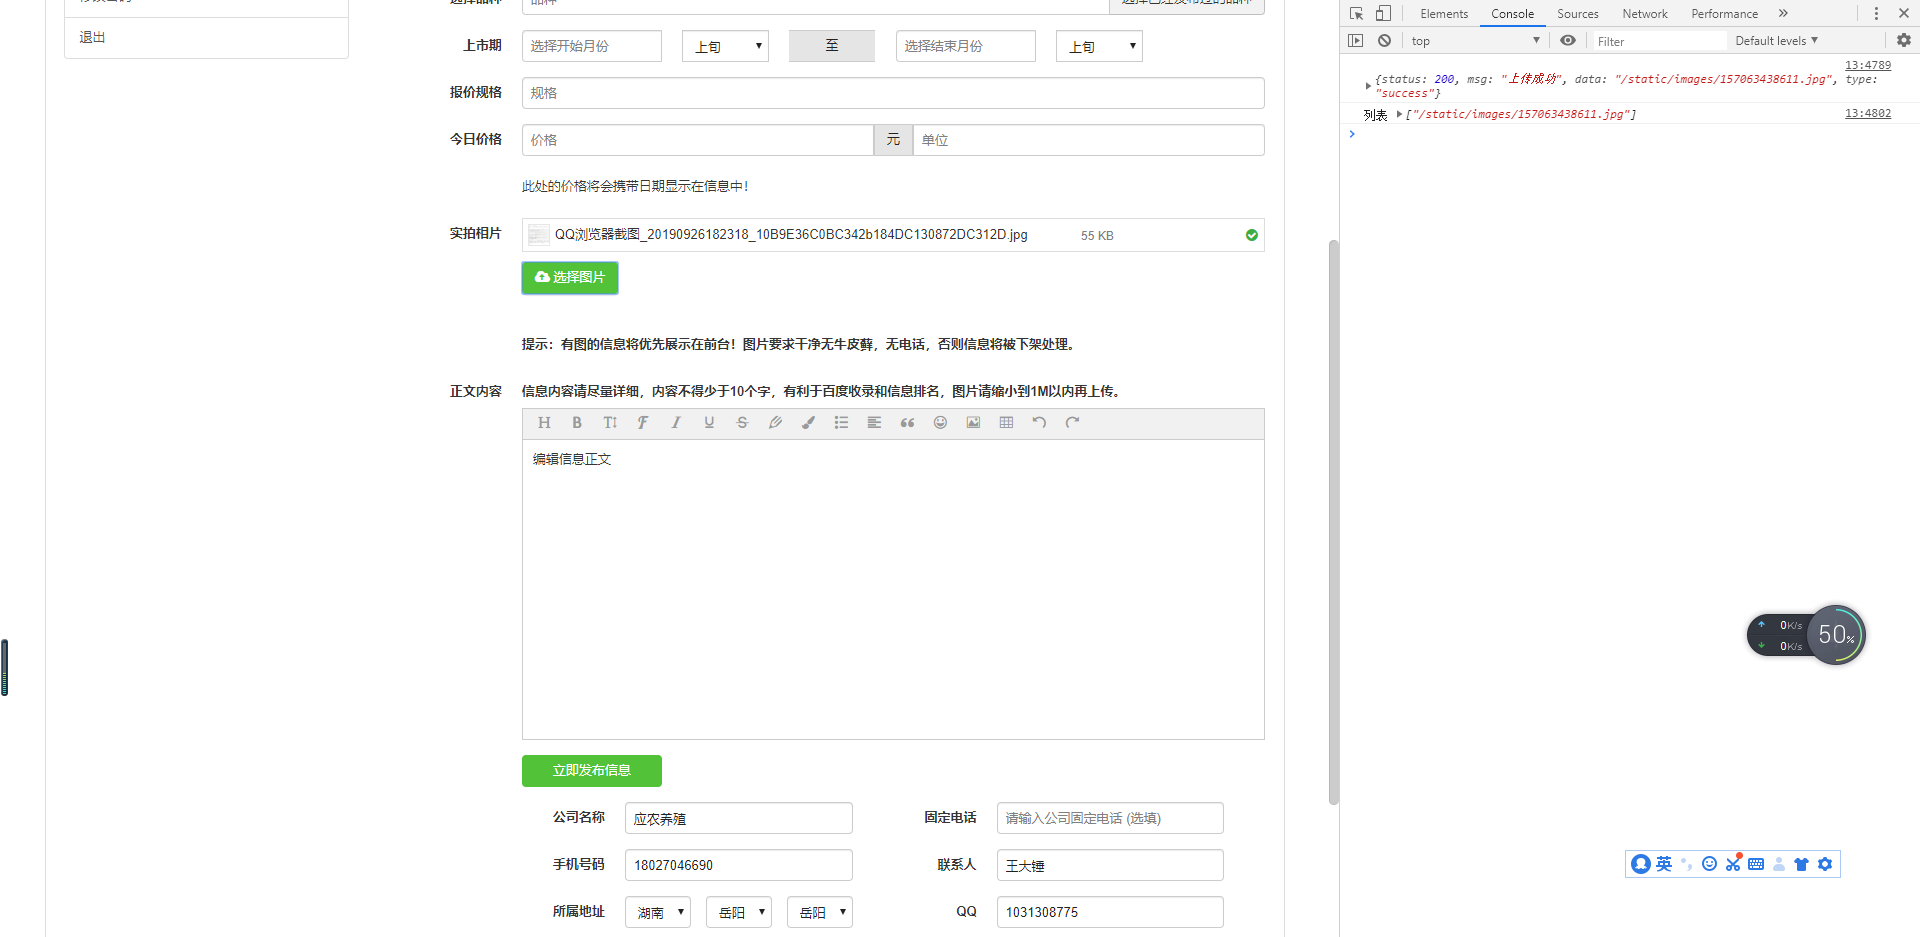 退出
上市期 选择开始月份 上旬 至 选择结束月份 上旬
报价规格 规格
今日价格 价格 元 单位
此处的价格将会携带日期显示在信息中！
实拍相片 QQ浏览器截图_20190926182318_10B9E36C0BC342b184DC130872DC312D.jpg 55 KB
选择图片
提示：有图的信息将优先展示在前台！图片要求干净无牛皮藓，无电话，否则信息将被下架处理。
正文内容 信息内容请尽量详细，内容不得少于10个字，有利于百度收录和信息排名，图片请缩小到1M以内再上传。
编辑信息正文
立即发布信息
公司名称 应农养殖 固定电话 请输入公司固定电话 (选填)
手机号码 18027046690 联系人 王大锤
所属地址 湖南 岳阳 岳阳 QQ 1031308775
Elements Console Sources Network Performance
top Filter Default levels
13:4789
{status: 200, msg: "上传成功", data: "/static/images/157063438611.jpg", type:
"success"}
列表 ["/static/images/157063438611.jpg"] 13:4802
0K/s
0K/s
50%
英